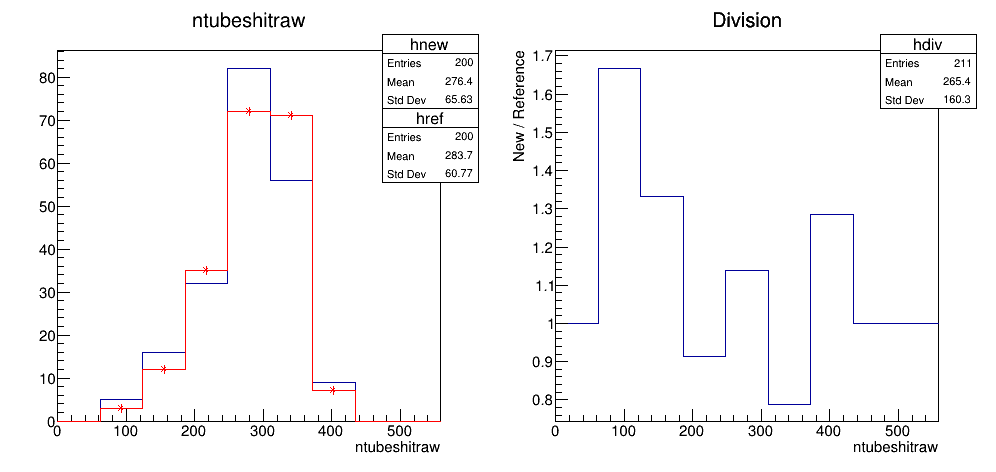 ntubeshitraw
hnew
Entries 200
Mean 276.4
Std Dev 65.63
href
Entries 200
Mean 283.7
Std Dev 60.77
80
70
60
50
40
30
20
10
0
0 100 200 300 400 500
ntubeshitraw
Division
hdiv
Entries 211
Mean 265.4
Std Dev 160.3
New / Reference
1.7
1.6
1.5
1.4
1.3
1.2
1.1
1
0.9
0.8
0 100 200 300 400 500
ntubeshitraw